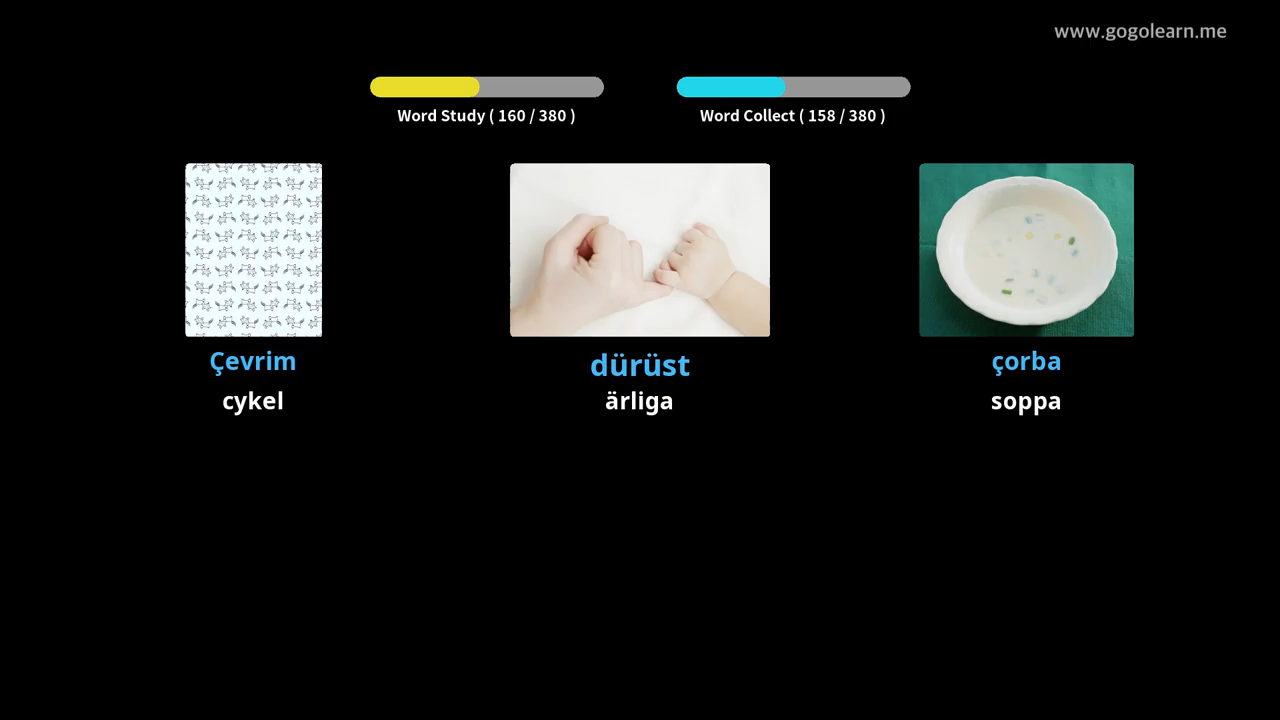 www.gogolearn.me
Word Study ( 160 / 380 )
Word Collect ( 158 / 380 )
Çevrim
cykel
dürüst
ärliga
çorba
soppa